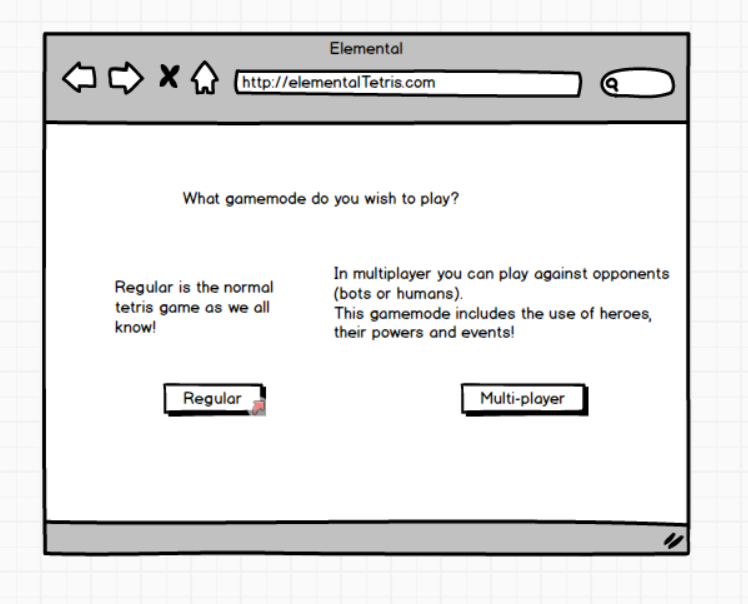 Elemental
http://elementalTetris.com
What gamemode do you wish to play?
Regular is the normal
tetris game as we all
know!
In multiplayer you can play against opponents
(bots or humans).
This gamemode includes the use of heroes,
their powers and events!
Regular
Multi-player